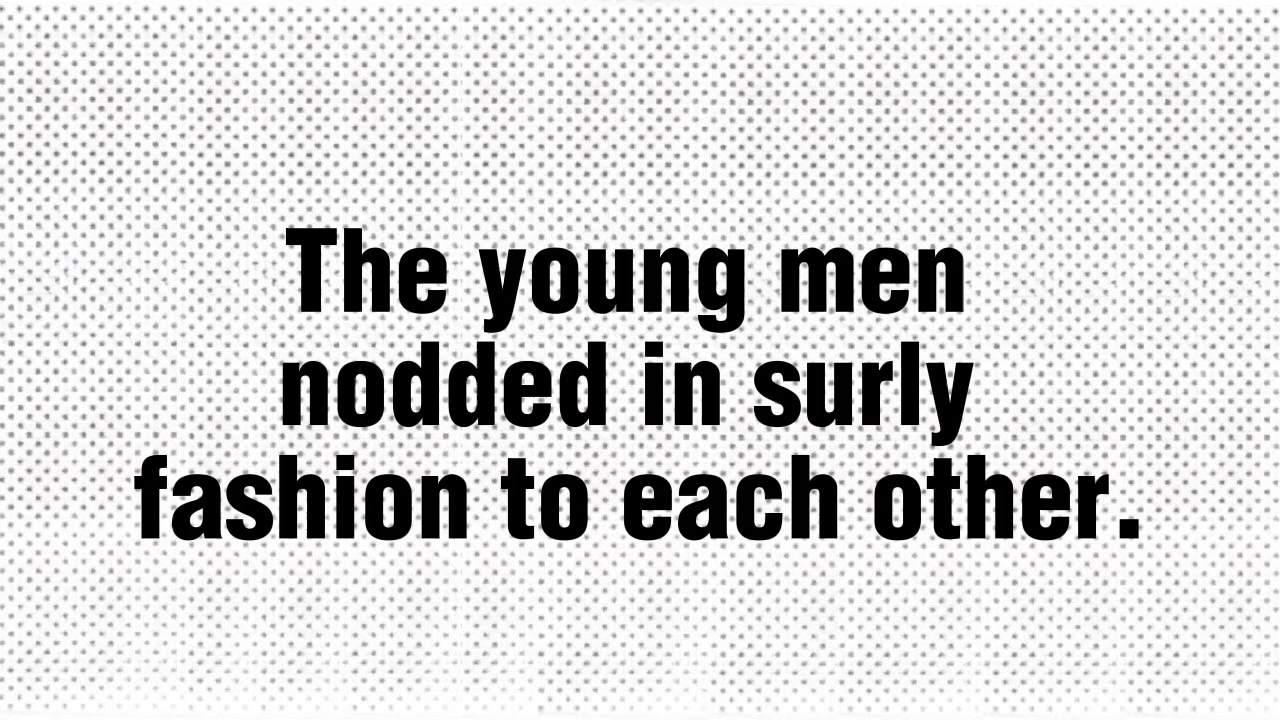 The young men
nodded in surly
fashion to each other.